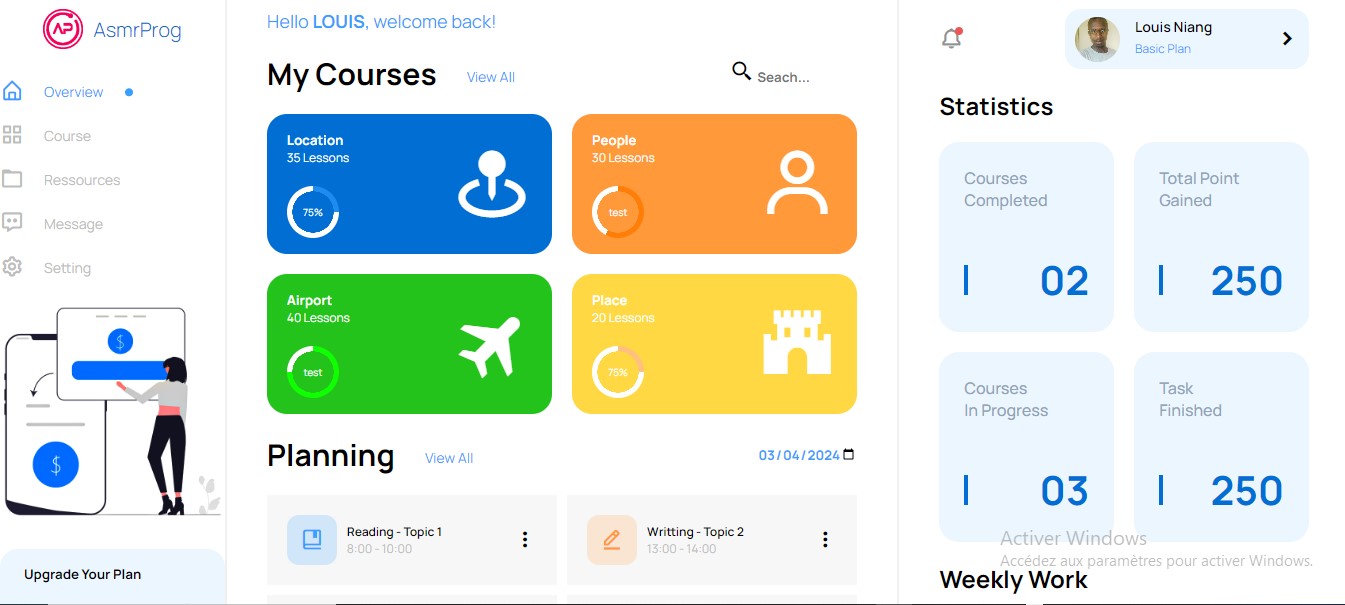 AP AsmrProg
Overview
Course
Ressources
Message
Setting
$
$
Upgrade Your Plan
Hello LOUIS, welcome back!
My Courses View All
Seach...
Location
35 Lessons
75%
People
30 Lessons
test
Airport
40 Lessons
test
Place
20 Lessons
75%
Planning View All
03/04/2024
Reading - Topic 1
8:00 - 10:00
Writting - Topic 2
13:00 - 14:00
Louis Niang
Basic Plan
Statistics
Courses
Completed
02
Total Point
Gained
250
Courses
In Progress
03
Task
Finished
250
Activer Windows
Accédez aux paramètres pour activer Windows.
Weekly Work